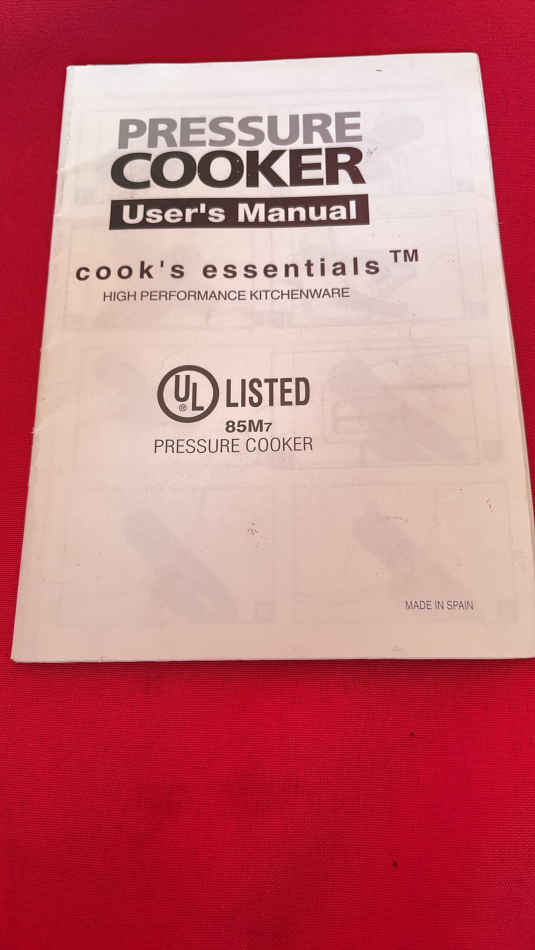 PRESSURE
COOKER
User's Manual
cook's essentials™
HIGH PERFORMANCE KITCHENWARE
UL® LISTED
85M7
PRESSURE COOKER
MADE IN SPAIN